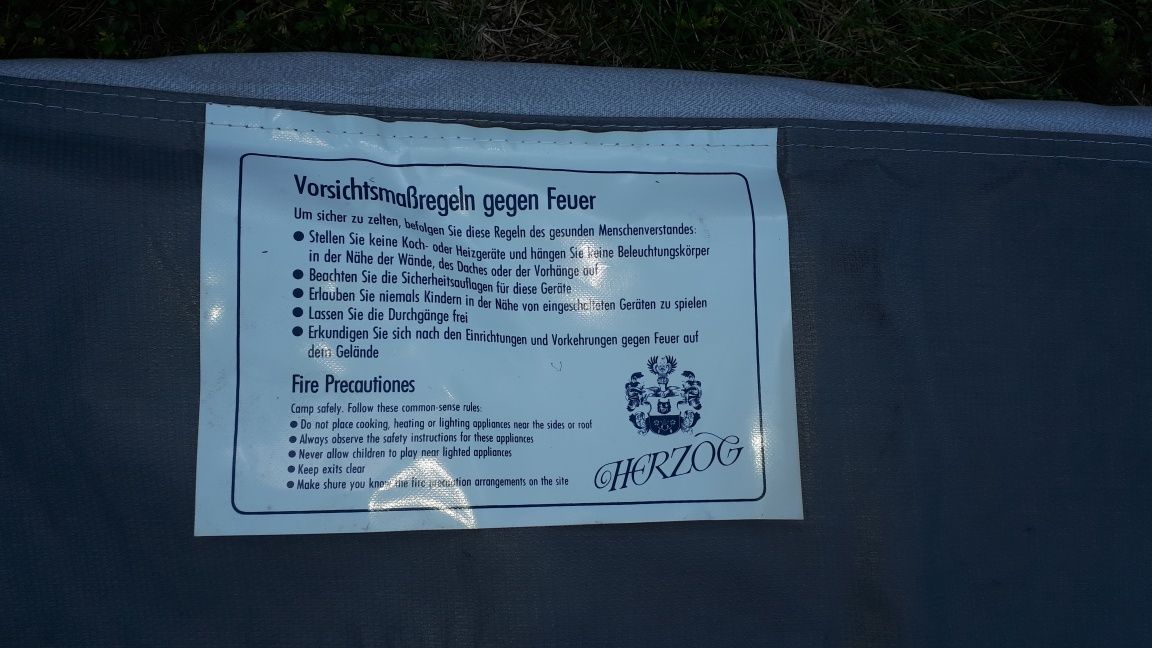 Vorsichtsmaßregeln gegen Feuer
Um sicher zu zelten, befolgen Sie diese Regeln des gesunden Menschenverstandes:
● Stellen Sie keine Koch- oder Heizgeräte und hängen Sie keine Beleuchtungskörper
in der Nähe der Wände, des Daches oder der Vorhänge auf
● Beachten Sie die Sicherheitsauflagen für diese Geräte
● Erlauben Sie niemals Kindern in der Nähe von eingeschalteten Geräten zu spielen
● Lassen Sie die Durchgänge frei
● Erkundigen Sie sich nach den Einrichtungen und Vorkehrungen gegen Feuer auf
dem Gelände
Fire Precautiones
Camp safely. Follow these common-sense rules:
● Do not place cooking, heating or lighting appliances near the sides or roof
● Always observe the safety instructions for these appliances
● Never allow children to play near lighted appliances
● Keep exits clear
● Make shure you know the fire precaution arrangements on the site
HERZOG